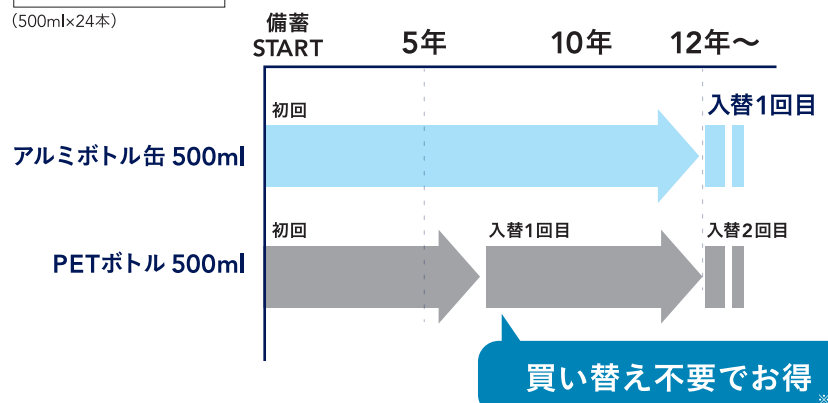 (500ml×24本)
備蓄
START
5年
10年
12年～
初回
入替1回目
アルミボトル缶 500ml
初回
入替1回目
入替2回目
PETボトル 500ml
買い替え不要でお得
※